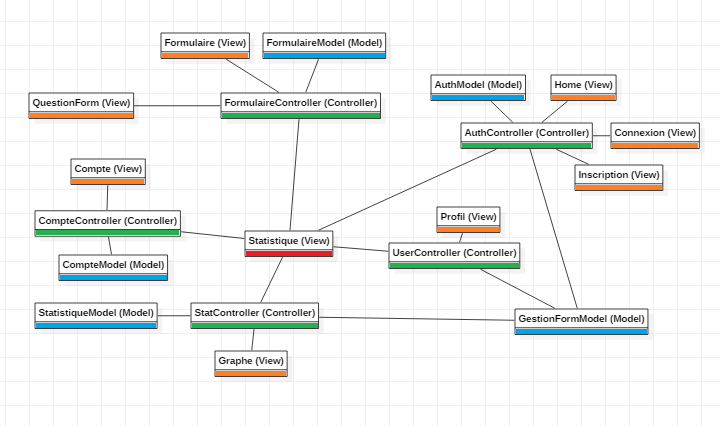 Formulaire (View)
FormulaireModel (Model)
AuthModel (Model)
Home (View)
QuestionForm (View)
FormulaireController (Controller)
AuthController (Controller)
Connexion (View)
Compte (View)
Inscription (View)
CompteController (Controller)
Profil (View)
Statistique (View)
UserController (Controller)
CompteModel (Model)
StatistiqueModel (Model)
StatController (Controller)
GestionFormModel (Model)
Graphe (View)